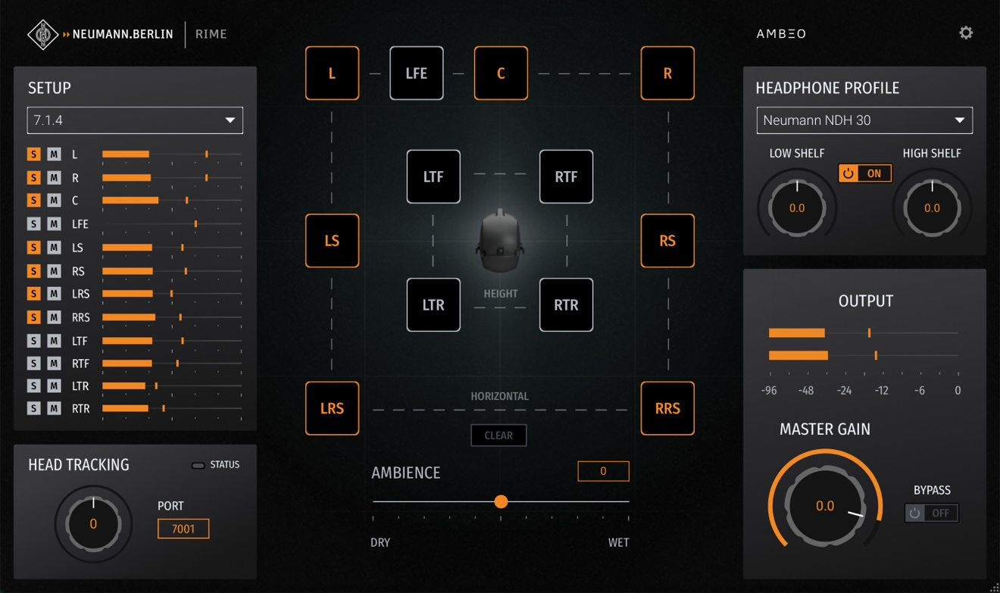 NEUMANN.BERLIN RIME
SETUP
7.1.4
S M L
S M R
S M C
S M LFE
S M LS
S M RS
S M LRS
S M RRS
S M LTF
S M RTF
S M LTR
S M RTR
HEAD TRACKING STATUS
0
PORT
7001
L LFE C R
LTF RTF
LS RS
LTR HEIGHT RTR
LRS HORIZONTAL RRS
CLEAR
AMBIENCE 0
DRY WET
AMBΞO
HEADPHONE PROFILE
Neumann NDH 30
LOW SHELF HIGH SHELF
ON
0.0 0.0
OUTPUT
-96 -48 -24 -12 -6 0
MASTER GAIN
0.0
BYPASS
OFF